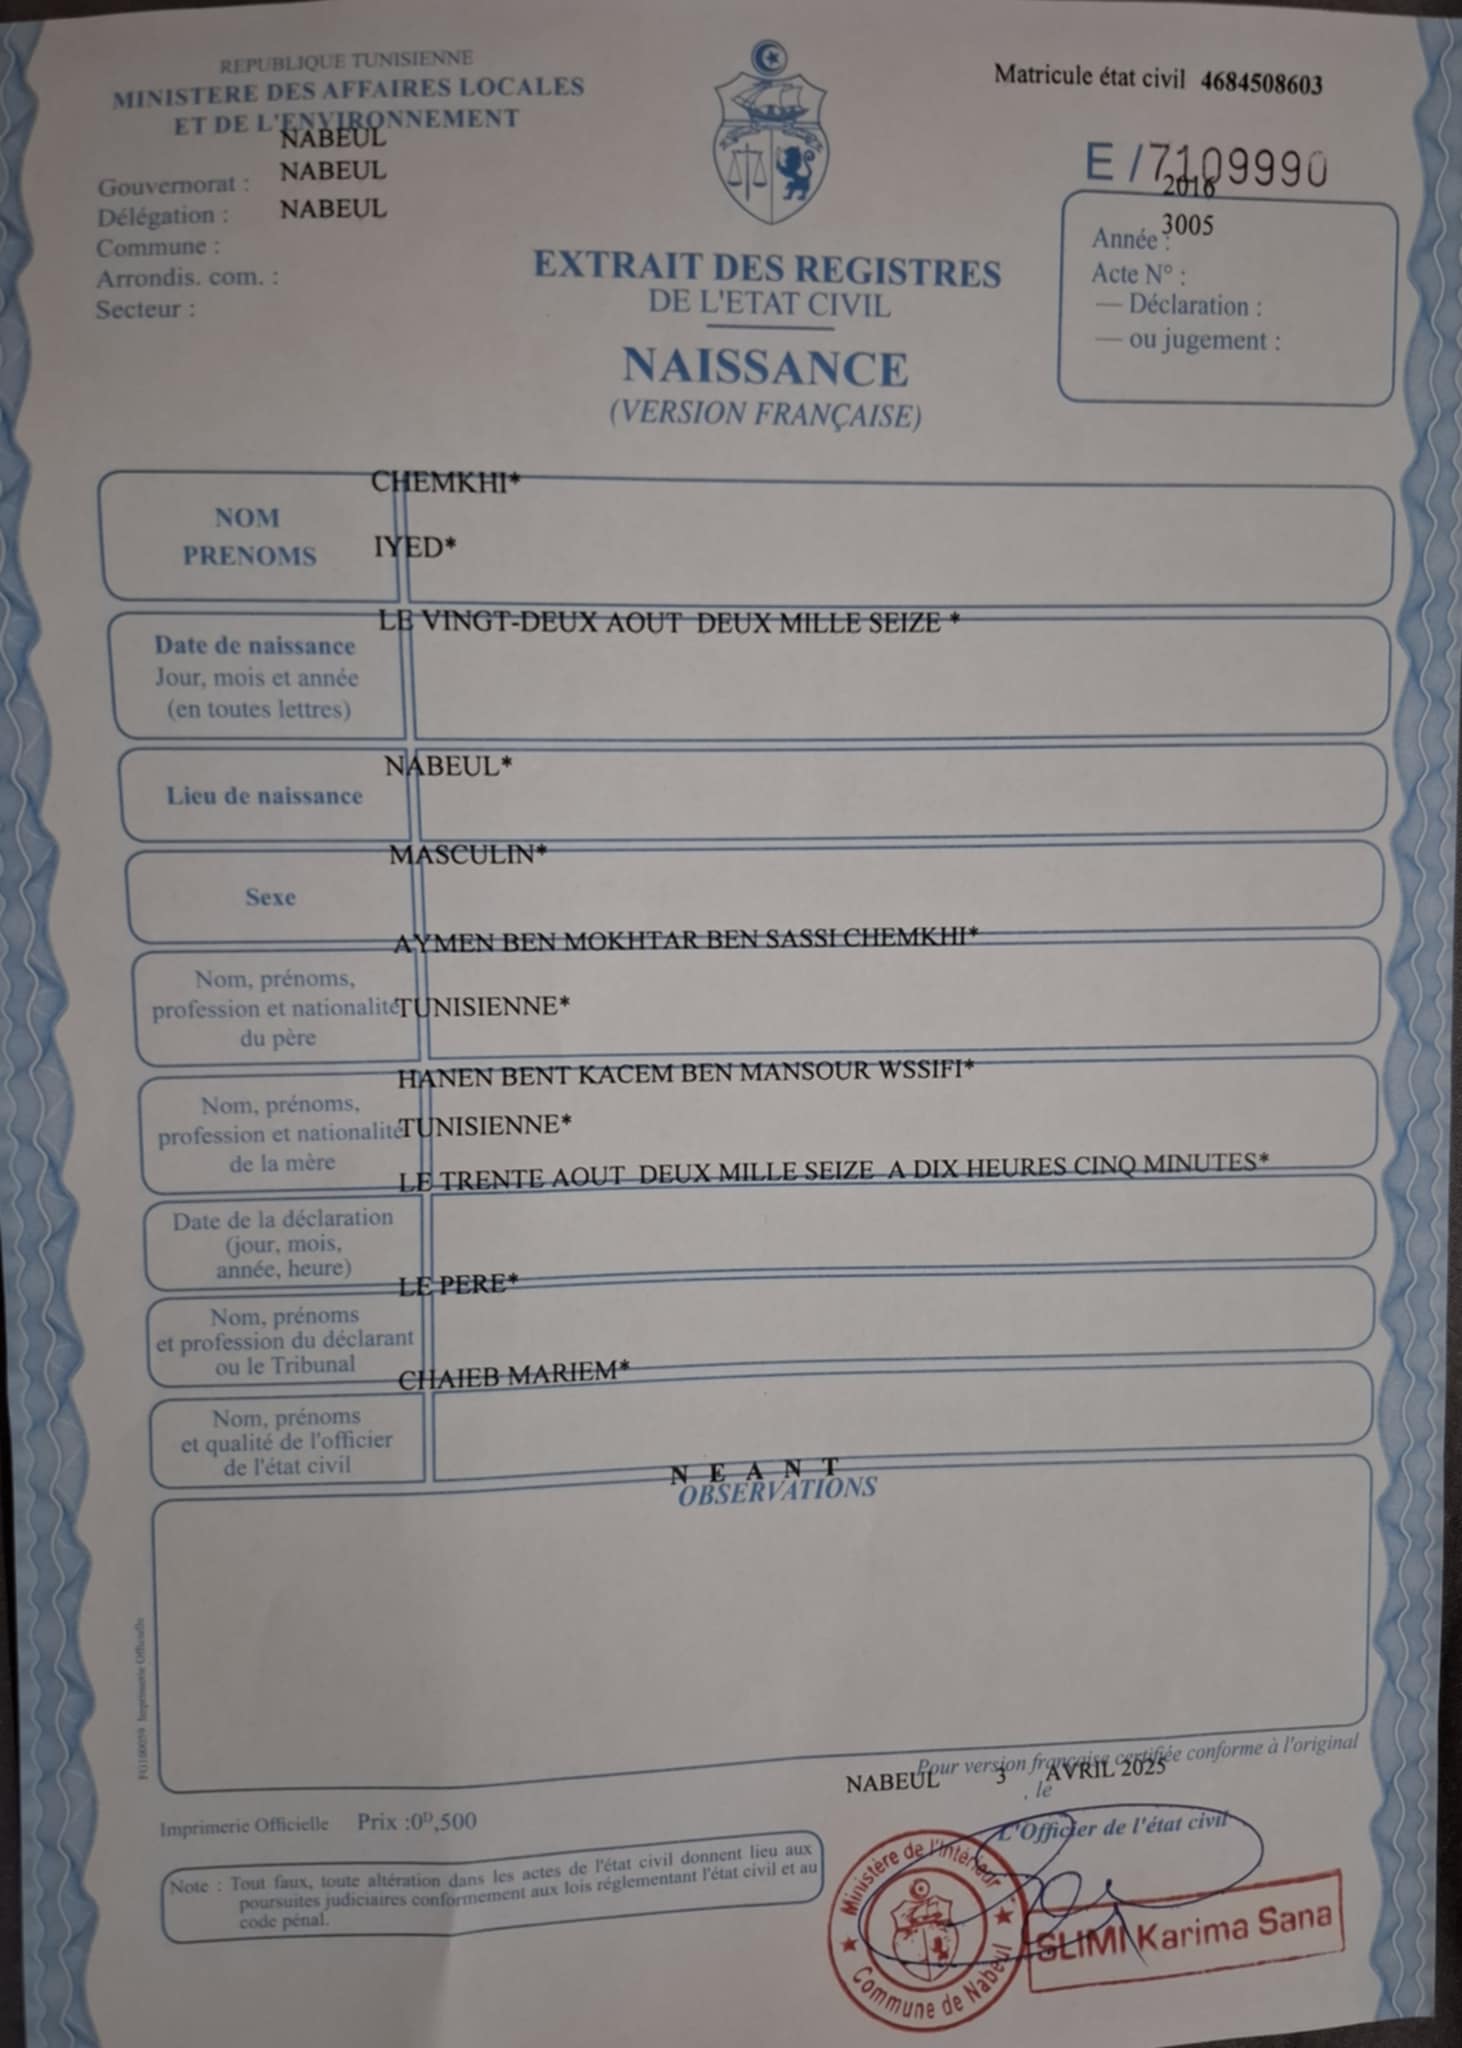 REPUBLIQUE TUNISIENNE
MINISTERE DES AFFAIRES LOCALES
ET DE L'ENVIRONNEMENT
NABEUL
Gouvernorat : NABEUL
Délégation : NABEUL
Commune :
Arrondis. com. :
Secteur :
Matricule état civil 4684508603
E / 7109990
2016
Année : 3005
Acte N° :
— Déclaration :
— ou jugement :
EXTRAIT DES REGISTRES
DE L'ETAT CIVIL
NAISSANCE
(VERSION FRANÇAISE)
CHEMKHI*
NOM
PRENOMS
IYED*
LE VINGT-DEUX AOUT DEUX MILLE SEIZE *
Date de naissance
Jour, mois et année
(en toutes lettres)
NABEUL*
Lieu de naissance
MASCULIN*
Sexe
AYMEN BEN MOKHTAR BEN SASSI CHEMKHI*
Nom, prénoms,
profession et nationalité
du père
TUNISIENNE*
HANEN BENT KACEM BEN MANSOUR WSSIFI*
Nom, prénoms,
profession et nationalité
de la mère
TUNISIENNE*
LE TRENTE AOUT DEUX MILLE SEIZE A DIX HEURES CINQ MINUTES*
Date de la déclaration
(jour, mois,
année, heure)
LE PERE*
Nom, prénoms
et profession du déclarant
ou le Tribunal
CHAIEB MARIEM*
Nom, prénoms
et qualité de l'officier
de l'état civil
N E A N T
OBSERVATIONS
Imprimerie Officielle
Pour version française certifiée conforme à l'original
NABEUL 3 AVRIL 2025
, le
L'Officier de l'état civil
Imprimerie Officielle Prix :0ᴰ,500
Note : Tout faux, toute altération dans les actes de l'état civil donnent lieu aux
poursuites judiciaires conformement aux lois réglementant l'état civil et au
code pénal.
Ministère de l'Intérieur
Commune de Nabeul
SLIMI Karima Sana